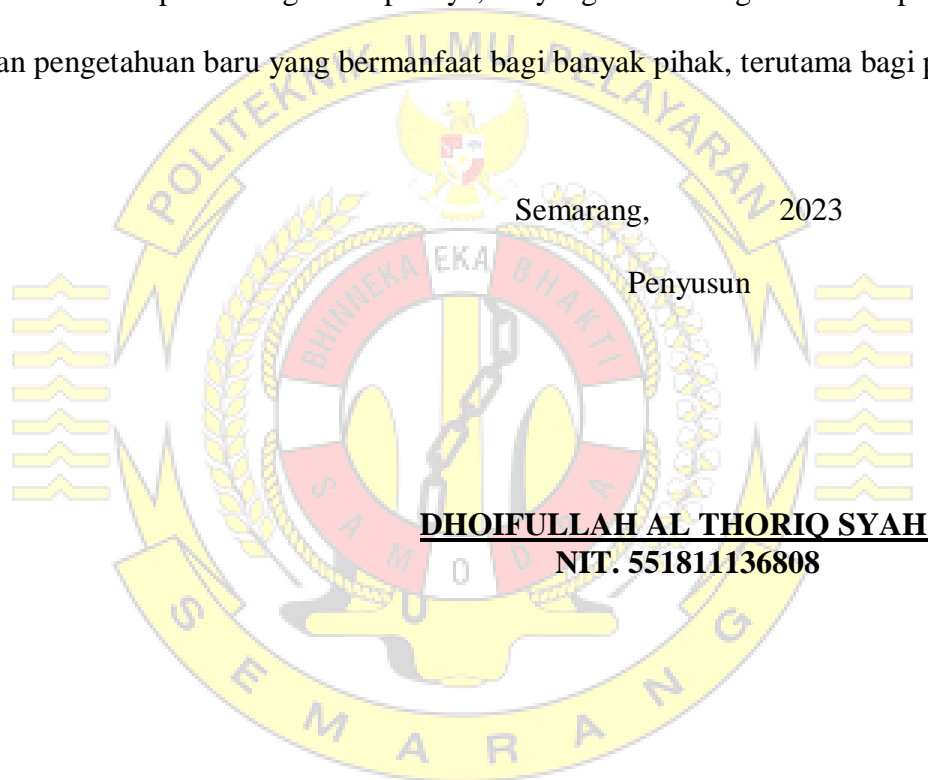 an pengetahuan baru yang bermanfaat bagi banyak pihak, terutama bagi p
POLITEKNIK ILMU PELAYARAN
Semarang, 2023
Penyusun
BHINNEKA EKA BHAKTI
SAMODA
DHOIFULLAH AL THORIQ SYAH
NIT. 551811136808
SEMARANG